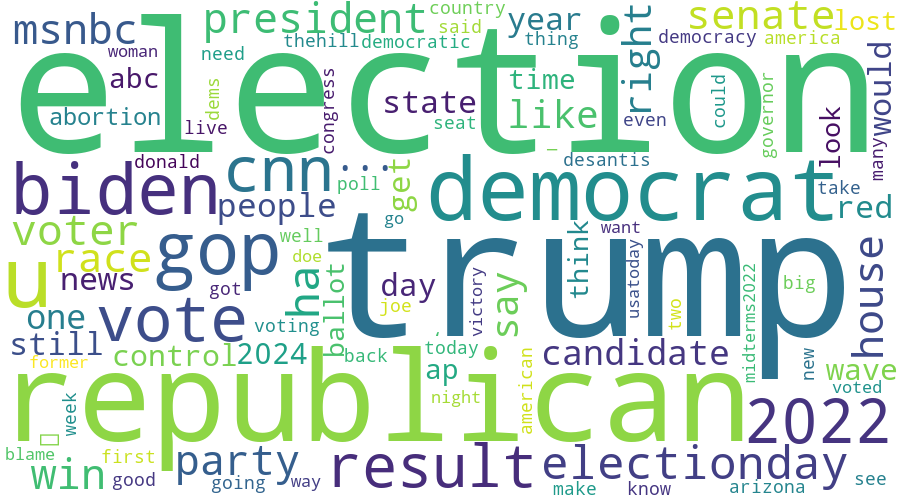 election
trump
republican
democrat
biden
gop
vote
result
2022
cnn
...
electionday
party
house
win
president
senate
msnbc
abc
year
right
would
like
state
time
people
voter
race
news
u
ha
one
still
control
2024
candidate
wave
red
say
day
think
ap
ballot
get
look
lost
country
said
thehill
democratic
thing
democracy
america
woman
need
dems
congress
abortion
live
seat
even
could
governor
many
donald
poll
go
desantis
take
well
doe
got
joe
victory
want
usatoday
two
big
midterms2022
new
voted
voting
back
today
night
american
former
week
blame
first
good
going
way
make
know
arizona
see